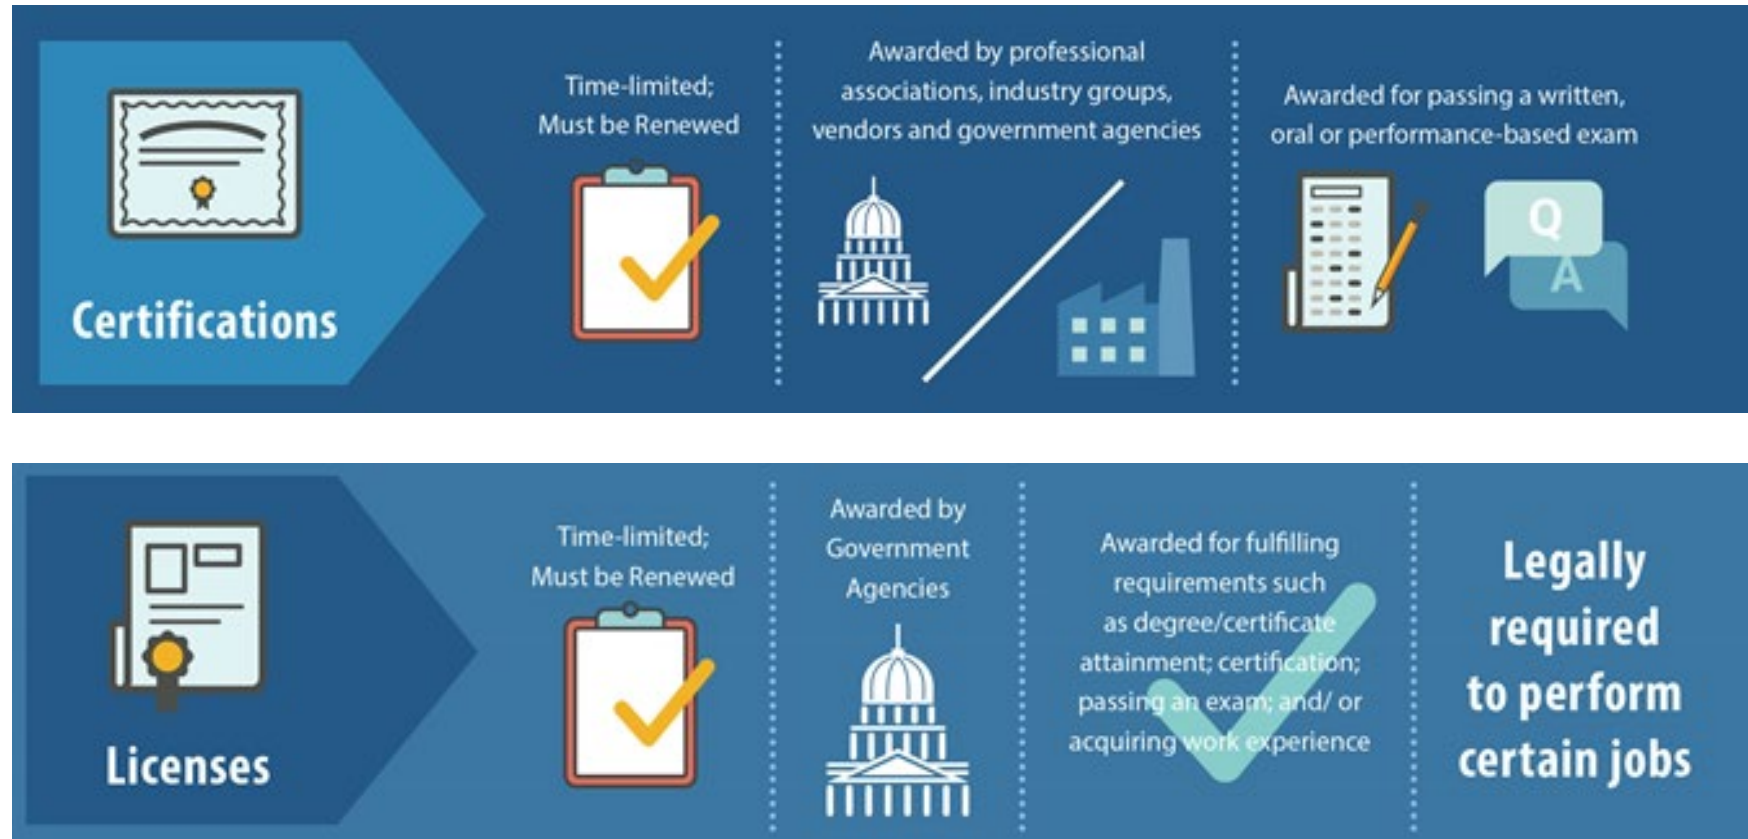 Certifications
Time-limited;
Must be Renewed
Awarded by professional
associations, industry groups,
vendors and government agencies
Awarded for passing a written,
oral or performance-based exam
Q
A
Licenses
Time-limited;
Must be Renewed
Awarded by
Government
Agencies
Awarded for fulfilling
requirements such
as degree/certificate
attainment; certification;
passing an exam; and/ or
acquiring work experience
Legally
required
to perform
certain jobs